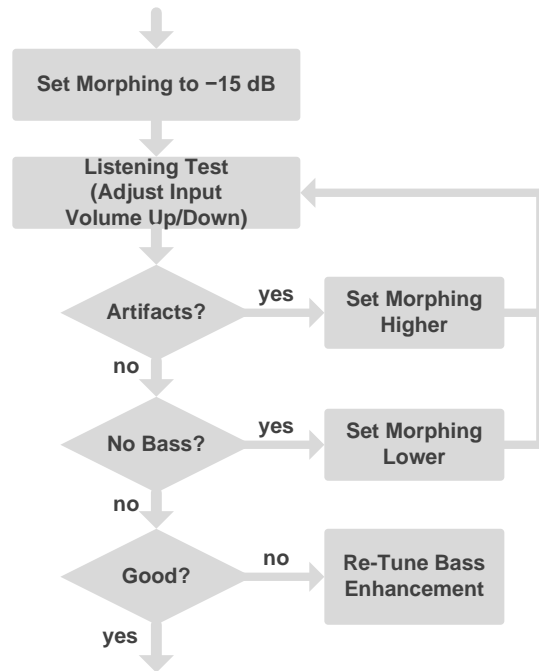 Set Morphing to −15 dB
Listening Test
(Adjust Input
Volume Up/Down)
Artifacts?
yes
Set Morphing
Higher
no
No Bass?
yes
Set Morphing
Lower
no
Good?
no
Re-Tune Bass
Enhancement
yes